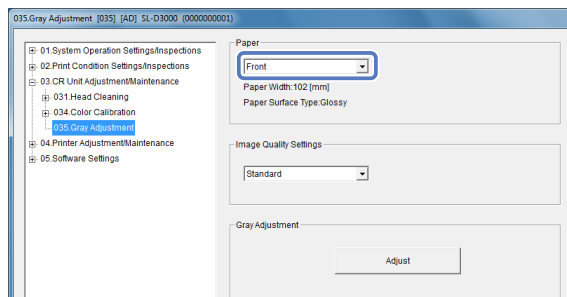 035.Gray Adjustment [035] [AD] SL-D3000 (0000000001)
01.System Operation Settings/Inspections
02.Print Condition Settings/Inspections
03.CR Unit Adjustment/Maintenance
031.Head Cleaning
034.Color Calibration
035.Gray Adjustment
04.Printer Adjustment/Maintenance
05.Software Settings
Paper
Front
Paper Width:102 [mm]
Paper Surface Type:Glossy
Image Quality Settings
Standard
Gray Adjustment
Adjust